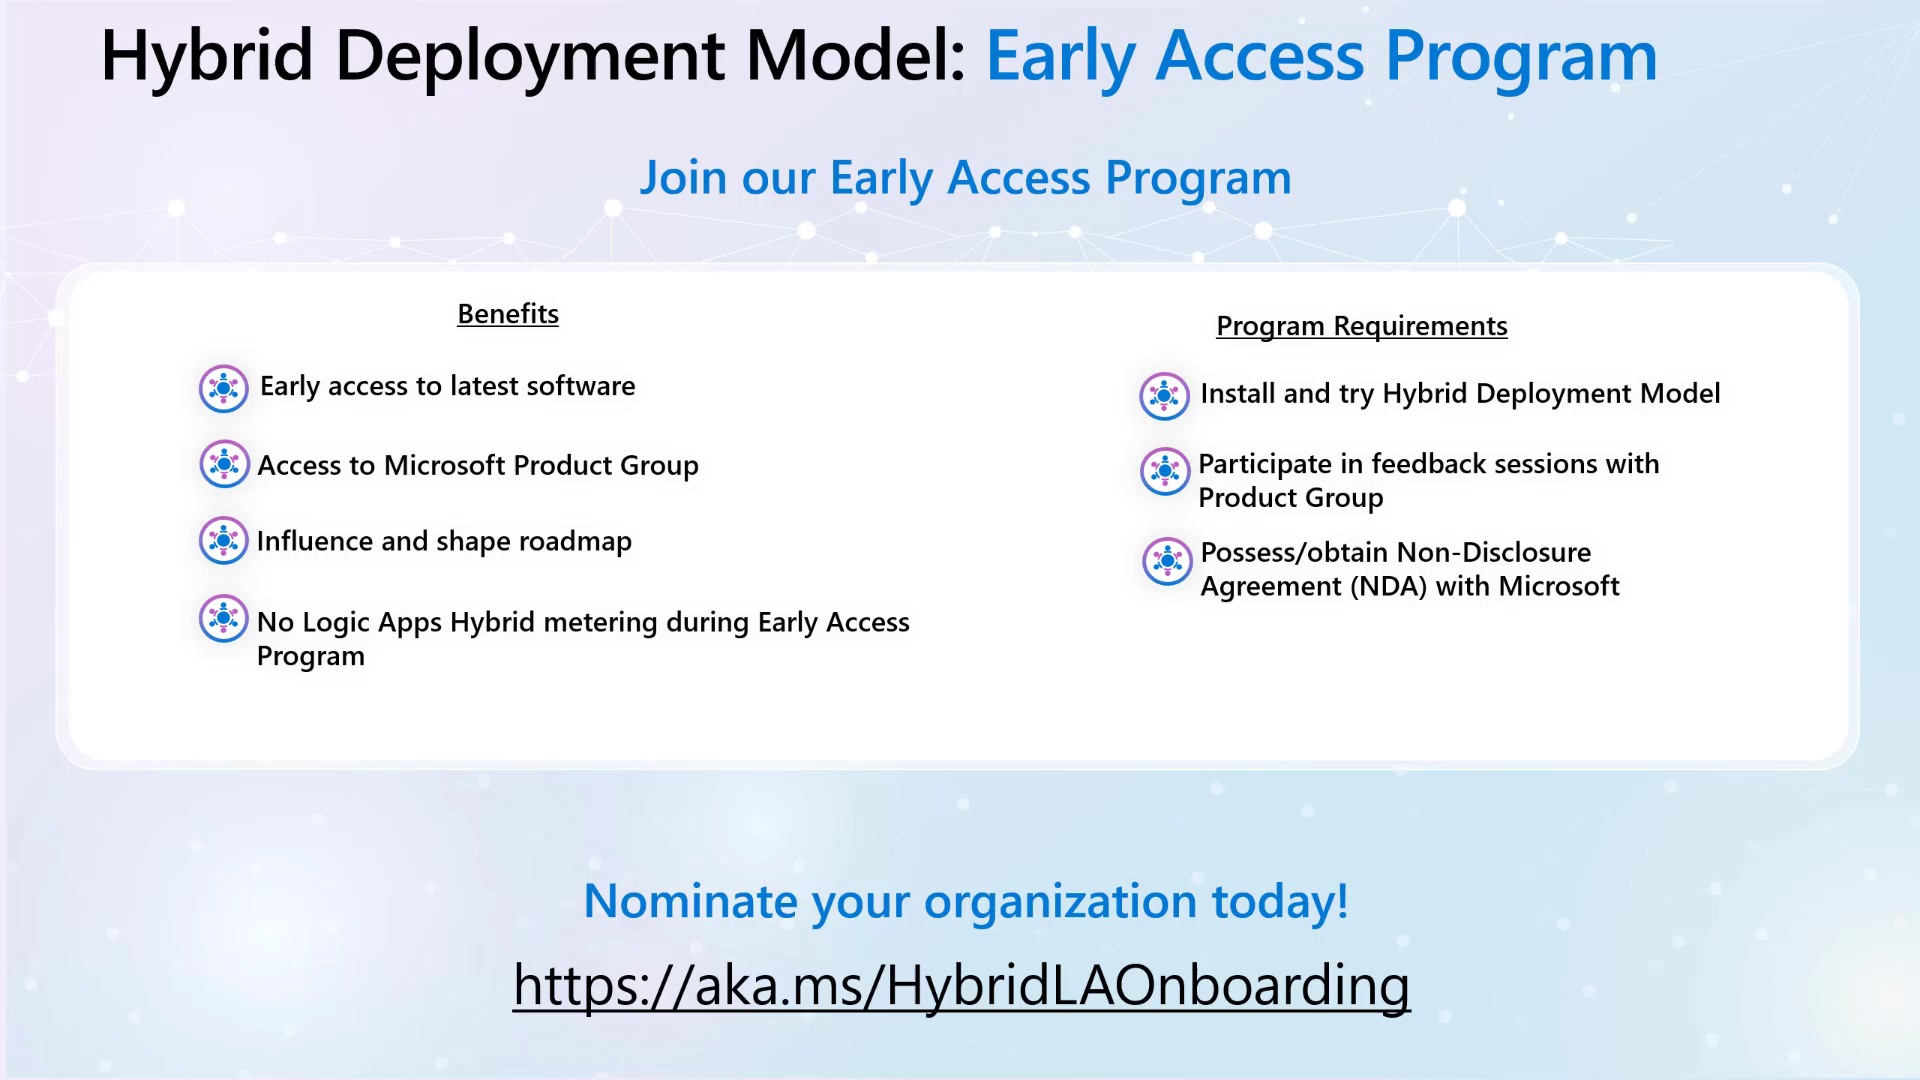 Hybrid Deployment Model: Early Access Program
Join our Early Access Program
Benefits
Early access to latest software
Access to Microsoft Product Group
Influence and shape roadmap
No Logic Apps Hybrid metering during Early Access
Program
Program Requirements
Install and try Hybrid Deployment Model
Participate in feedback sessions with
Product Group
Possess/obtain Non-Disclosure
Agreement (NDA) with Microsoft
Nominate your organization today!
https://aka.ms/HybridLAOnboarding